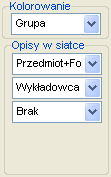 Kolorowanie
Grupa
Opisy w siatce
Przedmiot+Fo
Wykładowca
Brak